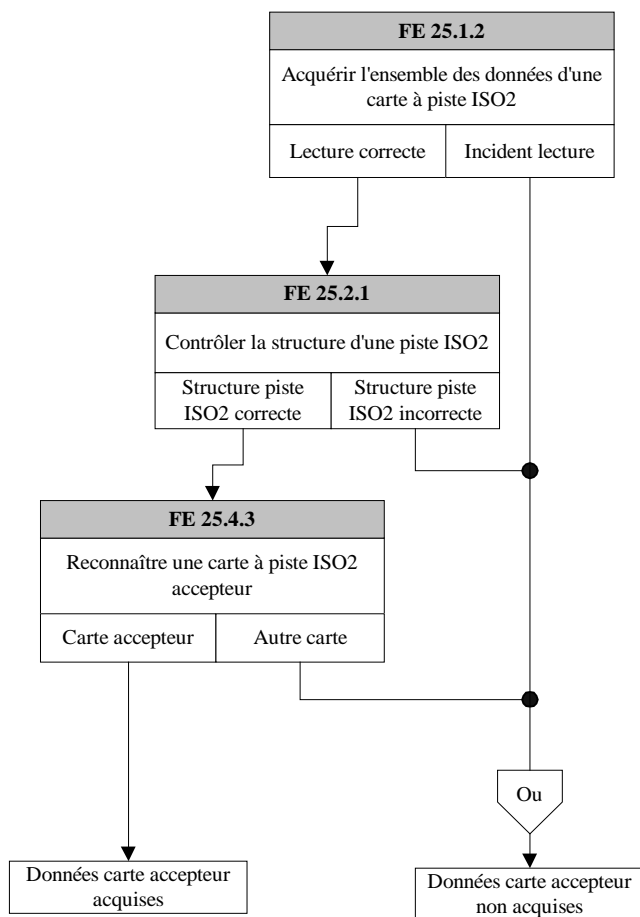 FE 25.1.2
Acquérir l'ensemble des données d'une
carte à piste ISO2
Lecture correcte
Incident lecture
FE 25.2.1
Contrôler la structure d'une piste ISO2
Structure piste
ISO2 correcte
Structure piste
ISO2 incorrecte
FE 25.4.3
Reconnaître une carte à piste ISO2
accepteur
Carte accepteur
Autre carte
Ou
Données carte accepteur
acquises
Données carte accepteur
non acquises